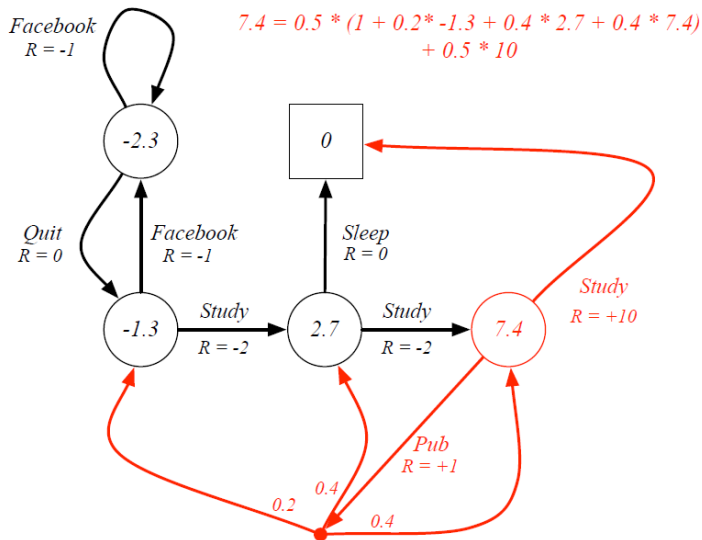 Facebook
R = -1
7.4 = 0.5 * (1 + 0.2* -1.3 + 0.4 * 2.7 + 0.4 * 7.4)
+ 0.5 * 10
-2.3
0
Quit
R = 0
Facebook
R = -1
Sleep
R = 0
Study
R = +10
-1.3
Study
R = -2
2.7
Study
R = -2
7.4
Pub
R = +1
0.2
0.4
0.4